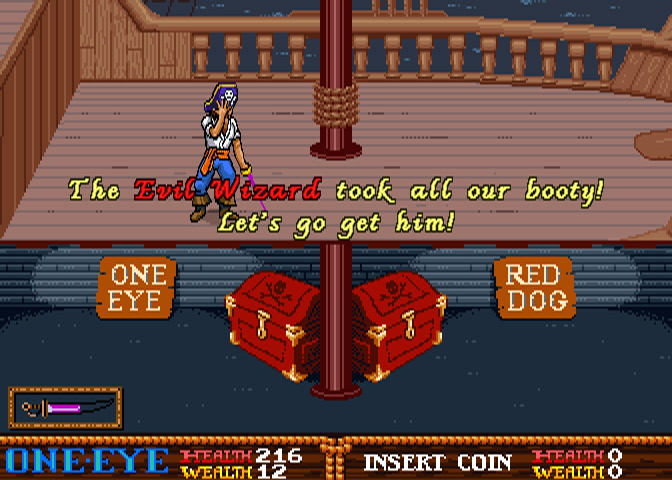 The Evil Wizard took all our booty!
Let's go get him!
ONE
EYE
RED
DOG
ONE-EYE
HEALTH 216
WEALTH 12
INSERT COIN
HEALTH 0
WEALTH 0